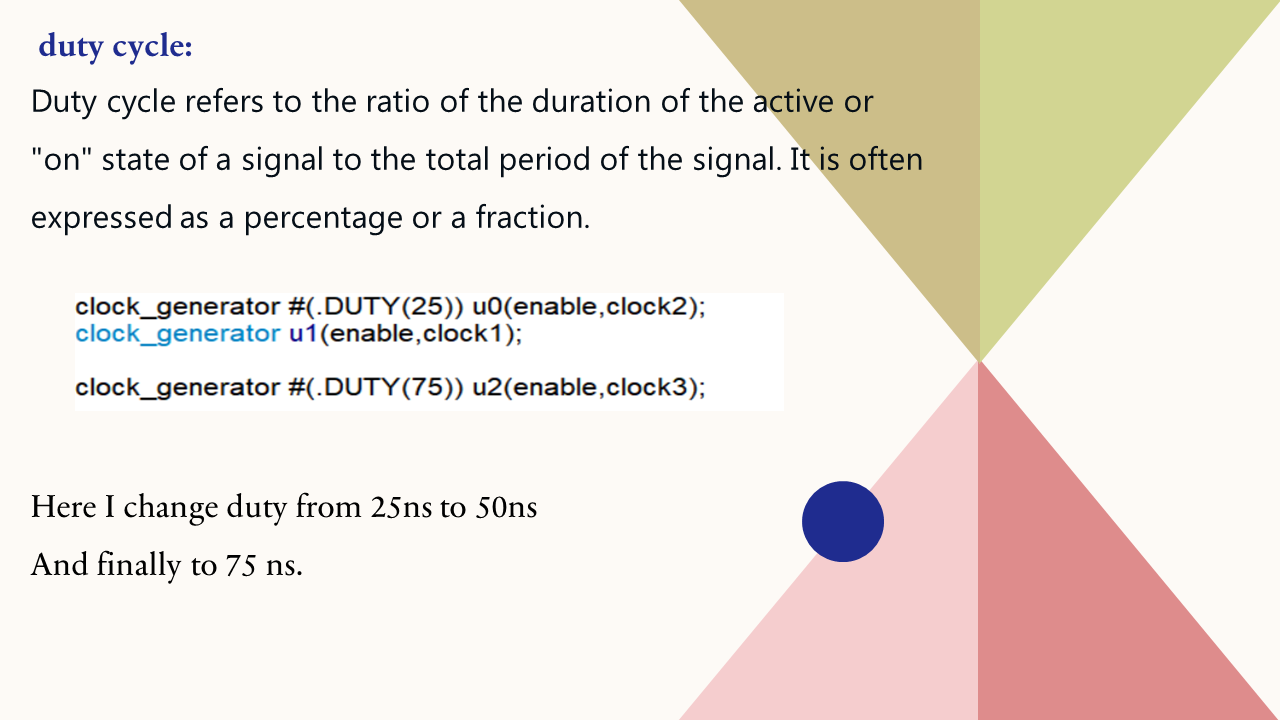 duty cycle:
Duty cycle refers to the ratio of the duration of the active or
"on" state of a signal to the total period of the signal. It is often
expressed as a percentage or a fraction.
clock_generator #(.DUTY(25)) u0(enable,clock2);
clock_generator u1(enable,clock1);
clock_generator #(.DUTY(75)) u2(enable,clock3);
Here I change duty from 25ns to 50ns
And finally to 75 ns.